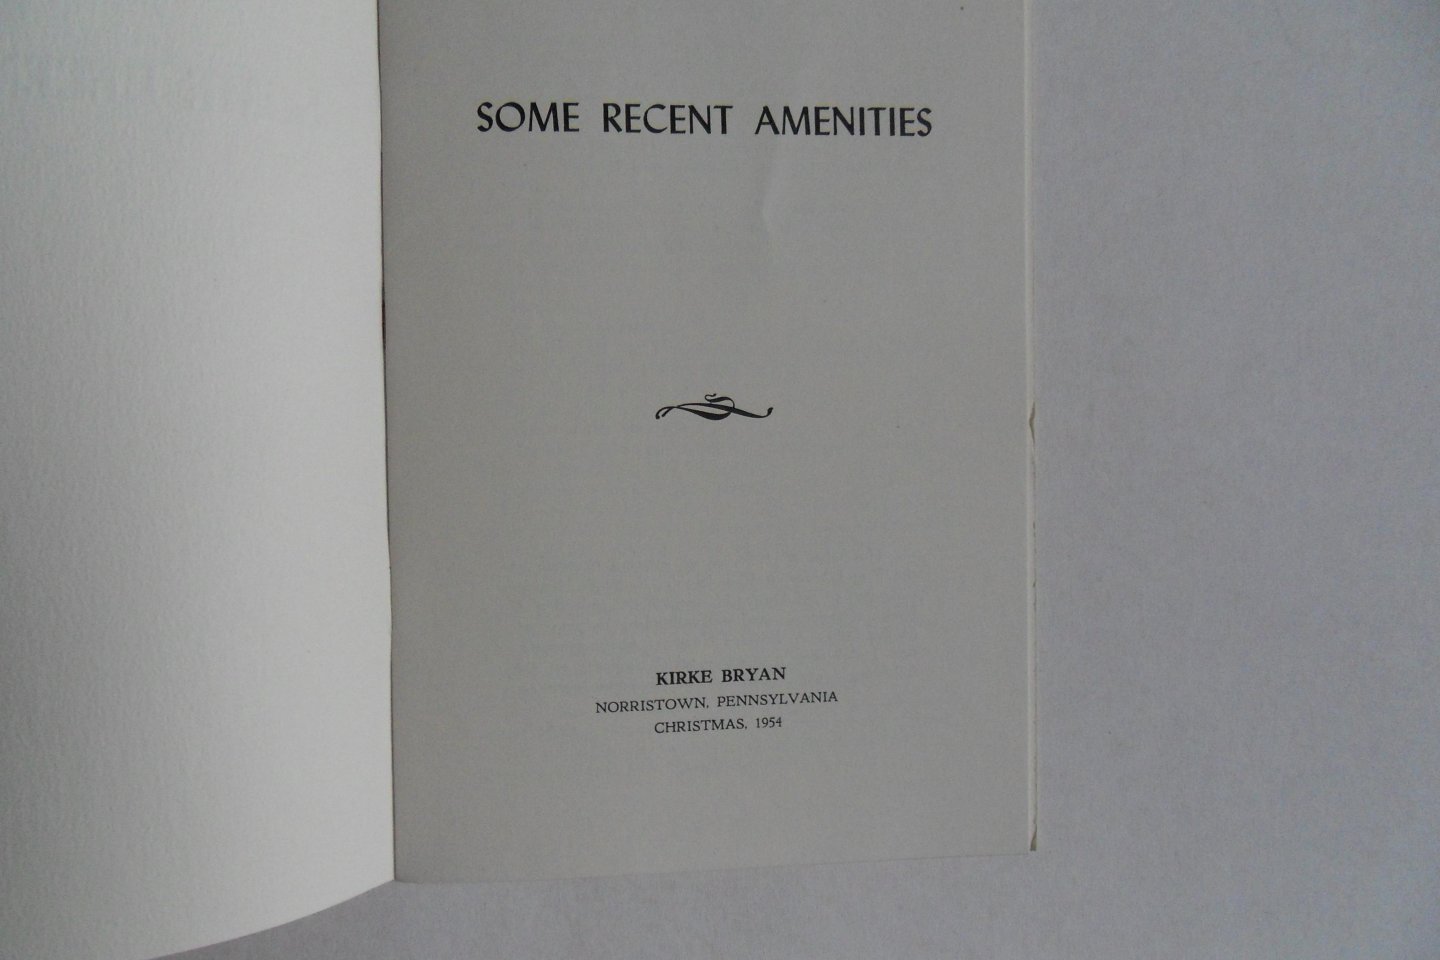 SOME RECENT AMENITIES
KIRKE BRYAN
NORRISTOWN, PENNSYLVANIA
CHRISTMAS, 1954